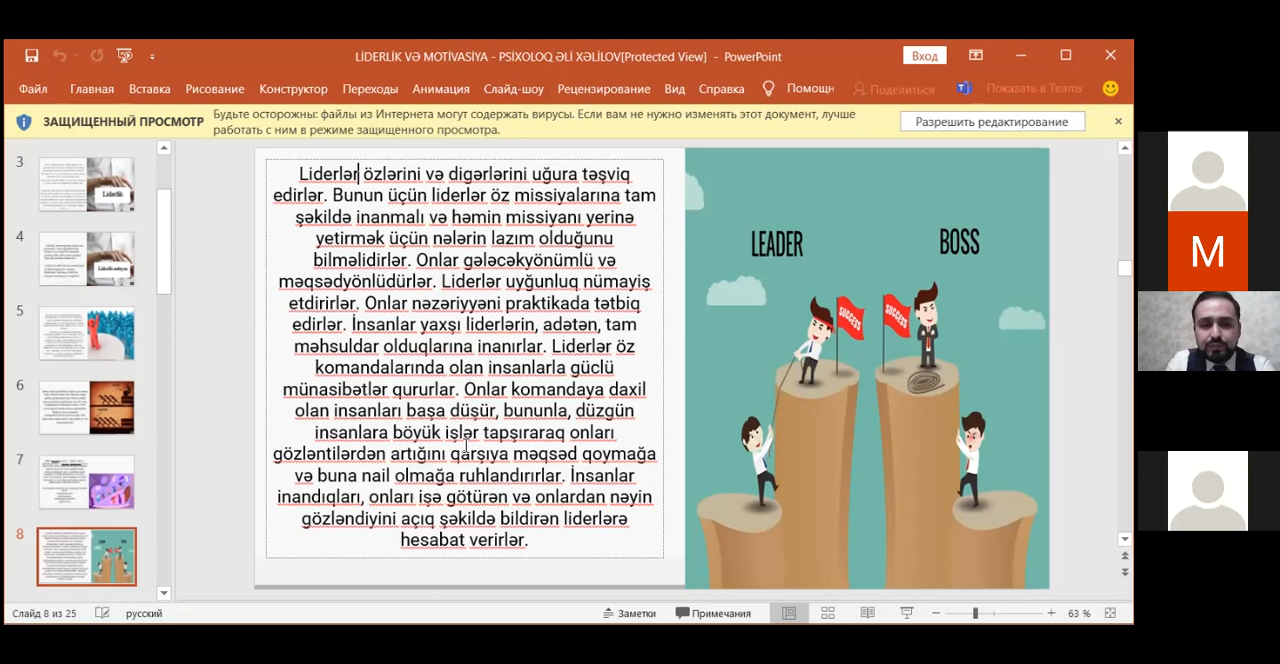 LİDERLİK VƏ MOTİVASİYA - PSİXOLOQ ƏLİ XƏLİLOV[Protected View] - PowerPoint
Вход
Файл Главная Вставка Рисование Конструктор Переходы Анимация Слайд-шоу Рецензирование Вид Справка Помощн Поделиться Показать в Teams
ЗАЩИЩЕННЫЙ ПРОСМОТР
Будьте осторожны: файлы из Интернета могут содержать вирусы. Если вам не нужно изменять этот документ, лучше
работать с ним в режиме защищенного просмотра.
Разрешить редактирование
3
Liderlik
4
5
6
7
8
Liderlər özlərini və digərlərini uğura təşviq
edirlər. Bunun üçün liderlər öz missiyalarına tam
şəkildə inanmalı və həmin missiyanı yerinə
yetirmək üçün nələrin lazım olduğunu
bilməlidirlər. Onlar gələcəkyönümlü və
məqsədyönlüdürlər. Liderlər uyğunluq nümayiş
etdirirlər. Onlar nəzəriyyəni praktikada tətbiq
edirlər. İnsanlar yaxşı liderlərin, adətən, tam
məhsuldar olduqlarına inanırlar. Liderlər öz
komandalarında olan insanlarla güclü
münasibətlər qururlar. Onlar komandaya daxil
olan insanları başa düşür, bununla, düzgün
insanlara böyük işlər tapşıraraq onları
gözləntilərdən artığını qarşıya məqsəd qoymağa
və buna nail olmağa ruhlandırırlar. İnsanlar
inandıqları, onları işə götürən və onlardan nəyin
gözləndiyini açıq şəkildə bildirən liderlərə
hesabat verirlər.
LEADER
BOSS
SUCCESS
SUCCESS
M
Слайд 8 из 25 русский Заметки Примечания 63 %